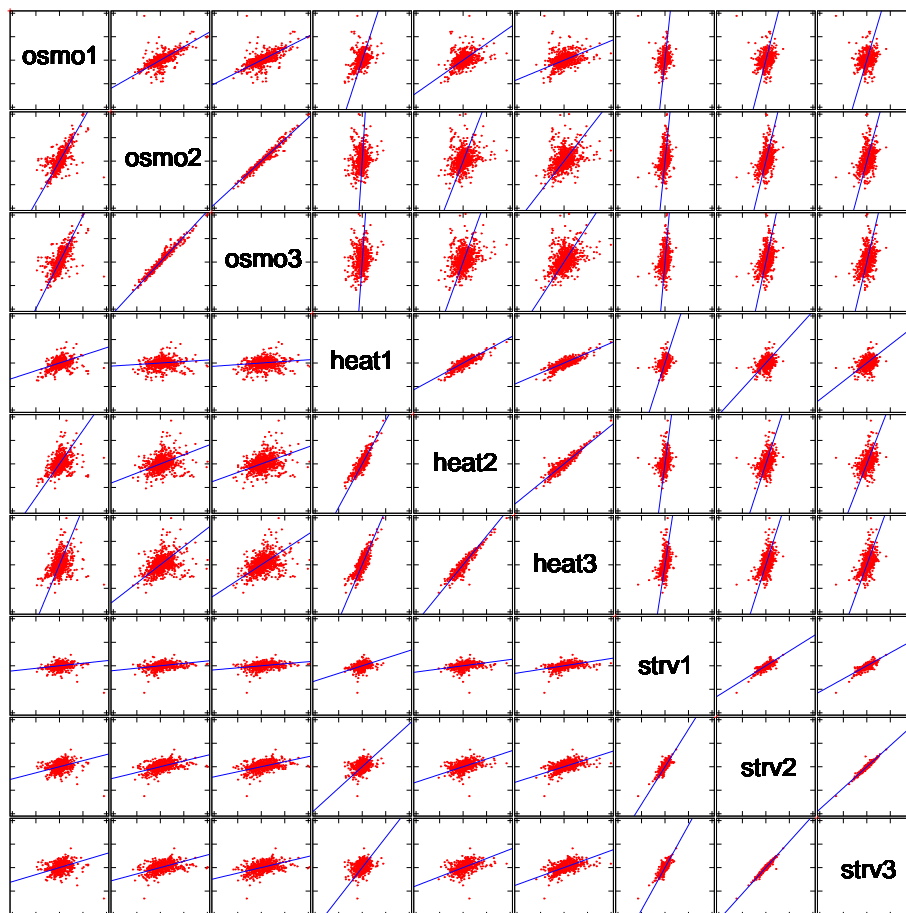 osmo1
osmo2
osmo3
heat1
heat2
heat3
strv1
strv2
strv3